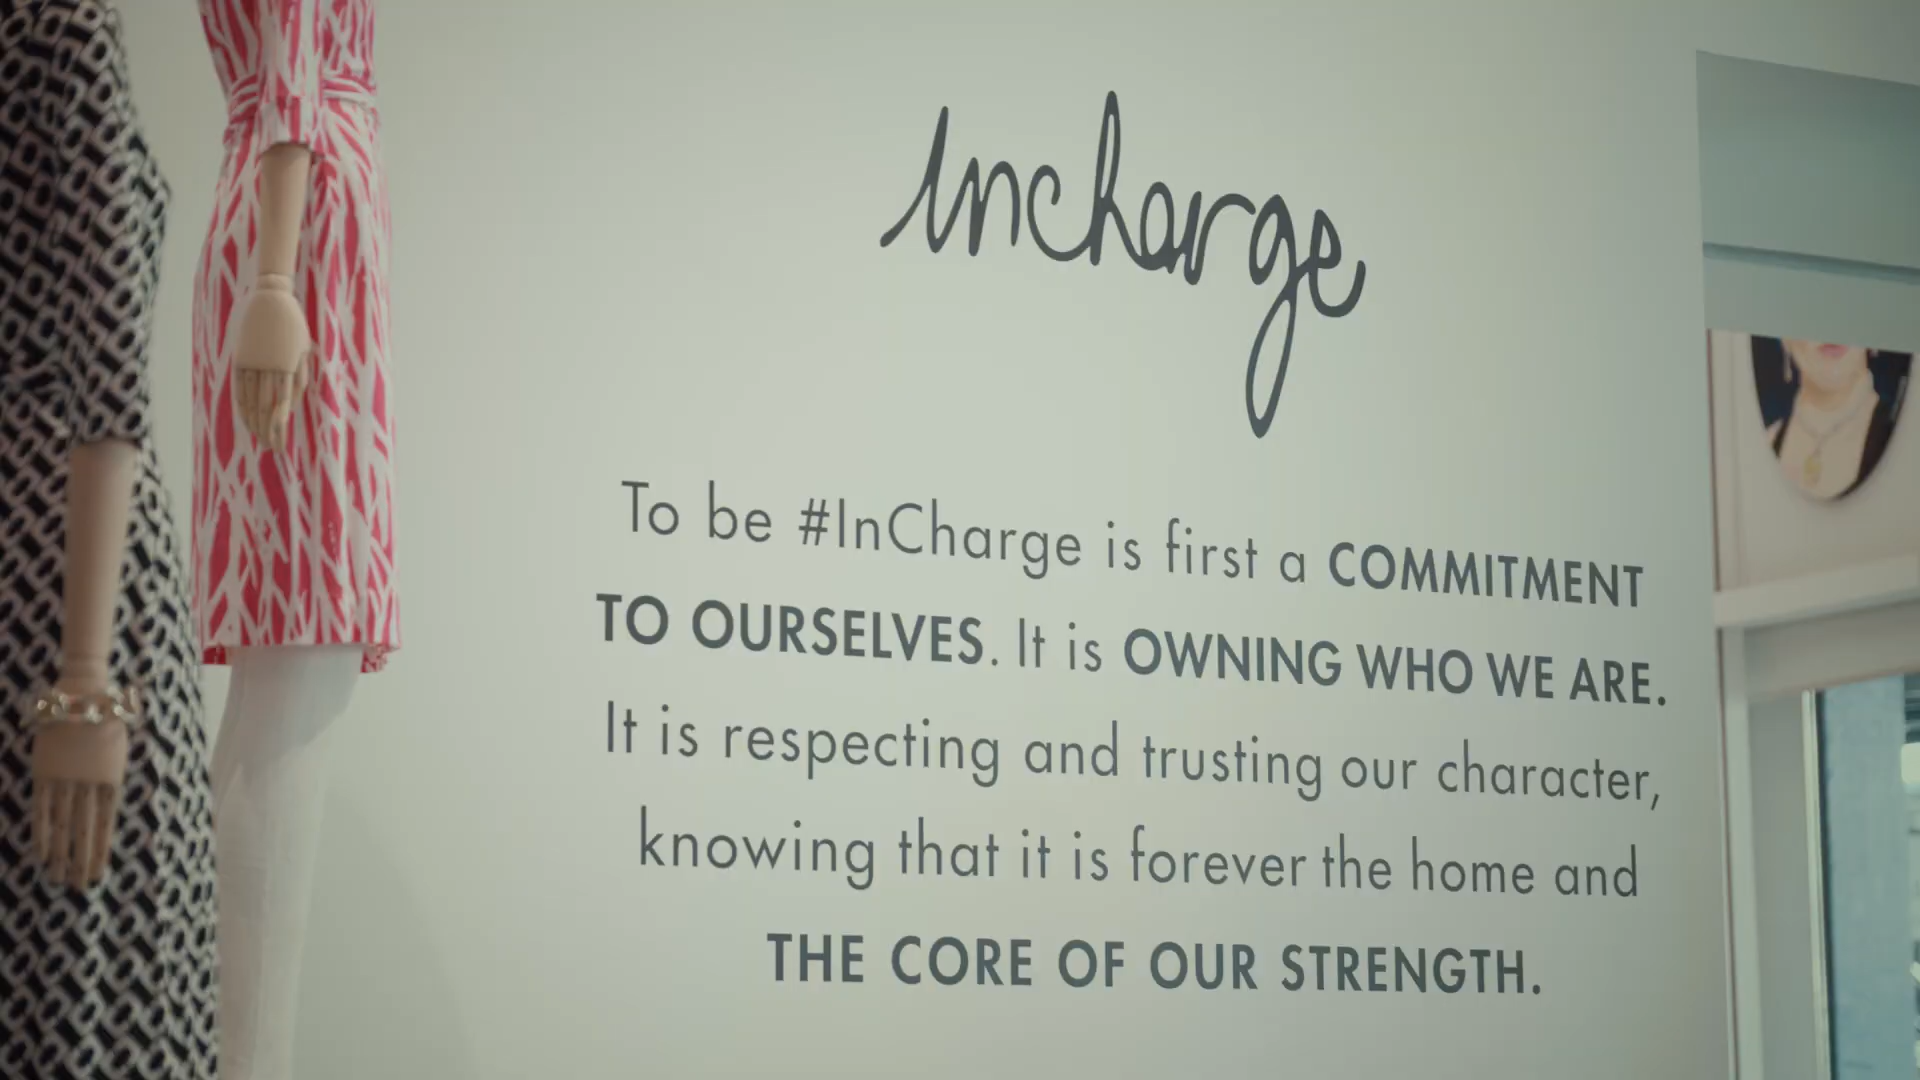 incharge
To be #InCharge is first a COMMITMENT
TO OURSELVES. It is OWNING WHO WE ARE.
It is respecting and trusting our character,
knowing that it is forever the home and
THE CORE OF OUR STRENGTH.